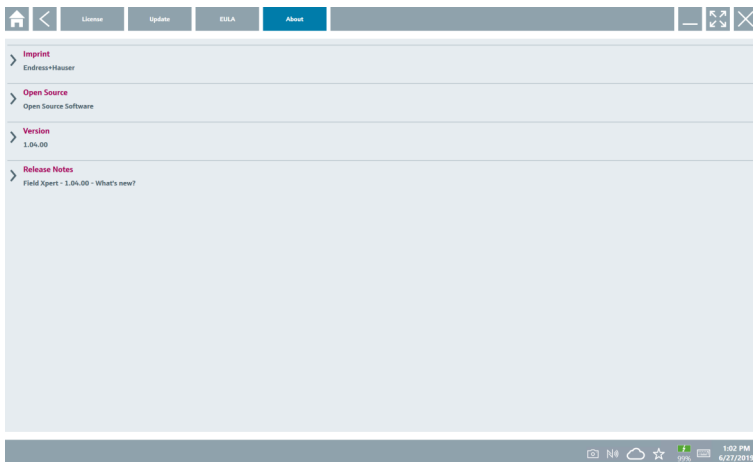 License Update EULA About
Imprint
Endress+Hauser
Open Source
Open Source Software
Version
1.04.00
Release Notes
Field Xpert - 1.04.00 - What's new?
99%
1:02 PM
6/27/2019